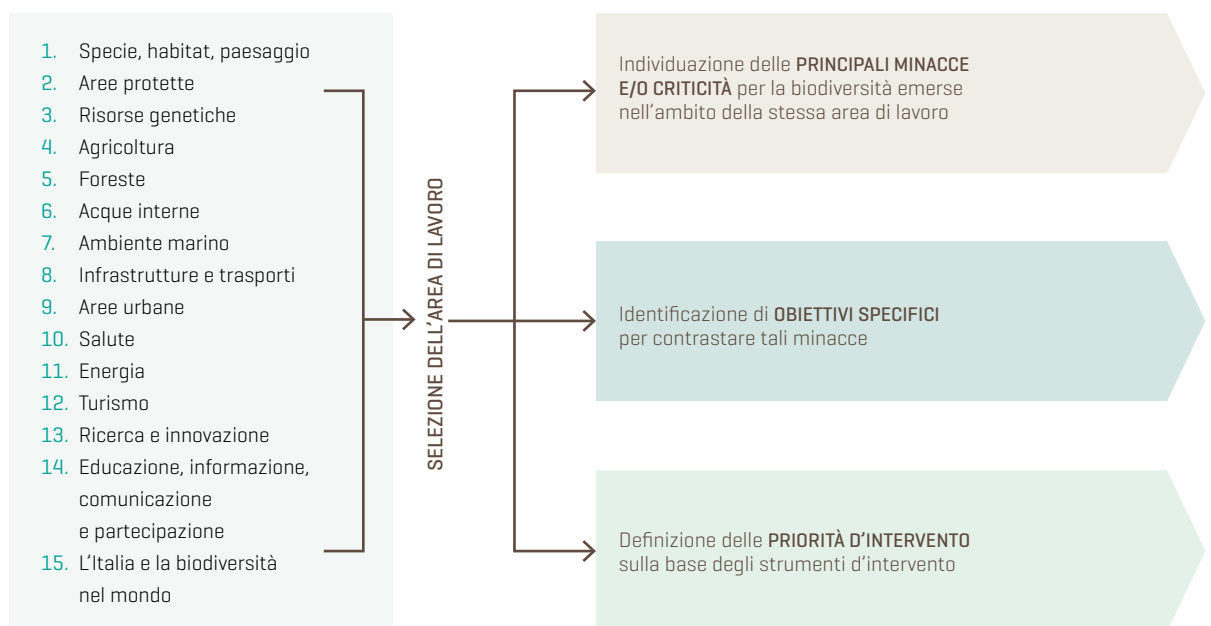 1. Specie, habitat, paesaggio
2. Aree protette
3. Risorse genetiche
4. Agricoltura
5. Foreste
6. Acque interne
7. Ambiente marino
8. Infrastrutture e trasporti
9. Aree urbane
10. Salute
11. Energia
12. Turismo
13. Ricerca e innovazione
14. Educazione, informazione,
comunicazione
e partecipazione
15. L'Italia e la biodiversità
nel mondo
SELEZIONE DELL'AREA DI LAVORO
Individuazione delle PRINCIPALI MINACCE
E/O CRITICITÀ per la biodiversità emerse
nell'ambito della stessa area di lavoro
Identificazione di OBIETTIVI SPECIFICI
per contrastare tali minacce
Definizione delle PRIORITÀ D'INTERVENTO
sulla base degli strumenti d'intervento